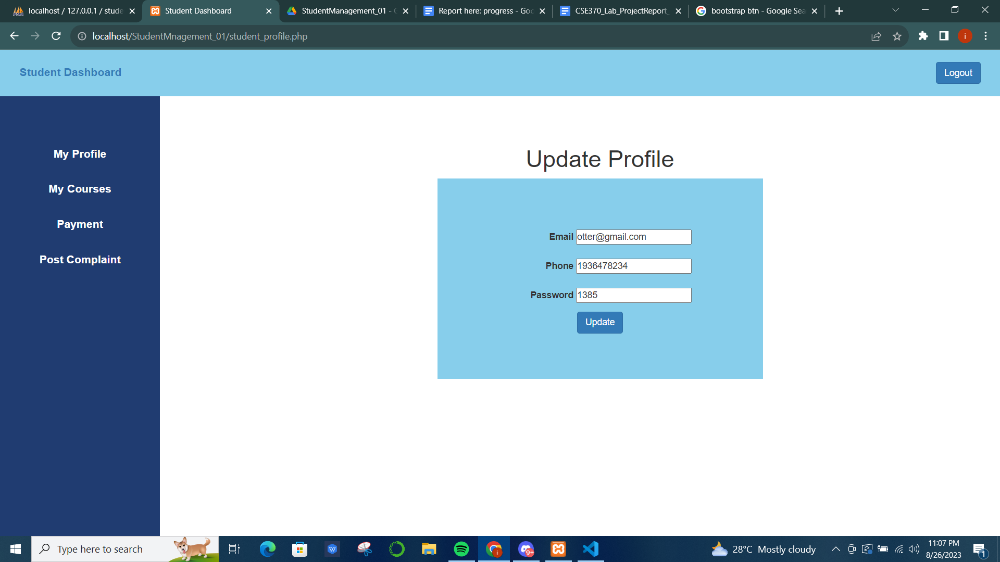 localhost / 127.0.0.1 / stude
Student Dashboard
StudentManagement_01 - G
Report here: progress - Goo
CSE370_Lab_ProjectReport_
bootstrap btn - Google Sea
localhost/StudentMnagement_01/student_profile.php
i
Student Dashboard
Logout
My Profile
My Courses
Payment
Post Complaint
Update Profile
Email otter@gmail.com
Phone 1936478234
Password 1385
Update
Type here to search
9+
28°C Mostly cloudy
11:07 PM
8/26/2023
1